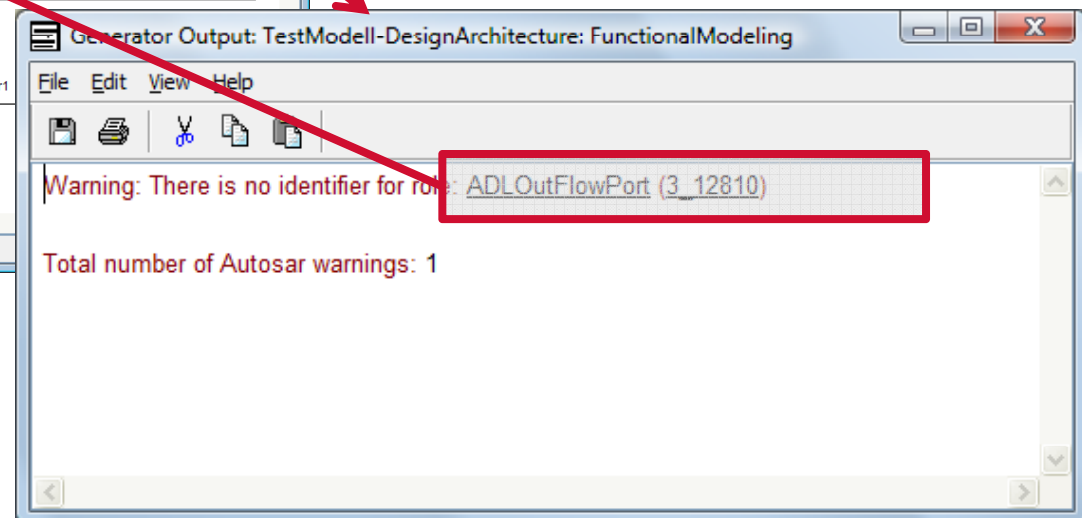 Generator Output: TestModell-DesignArchitecture: FunctionalModeling
File Edit View Help
Warning: There is no identifier for role: ADLOutFlowPort (3_12810)
Total number of Autosar warnings: 1